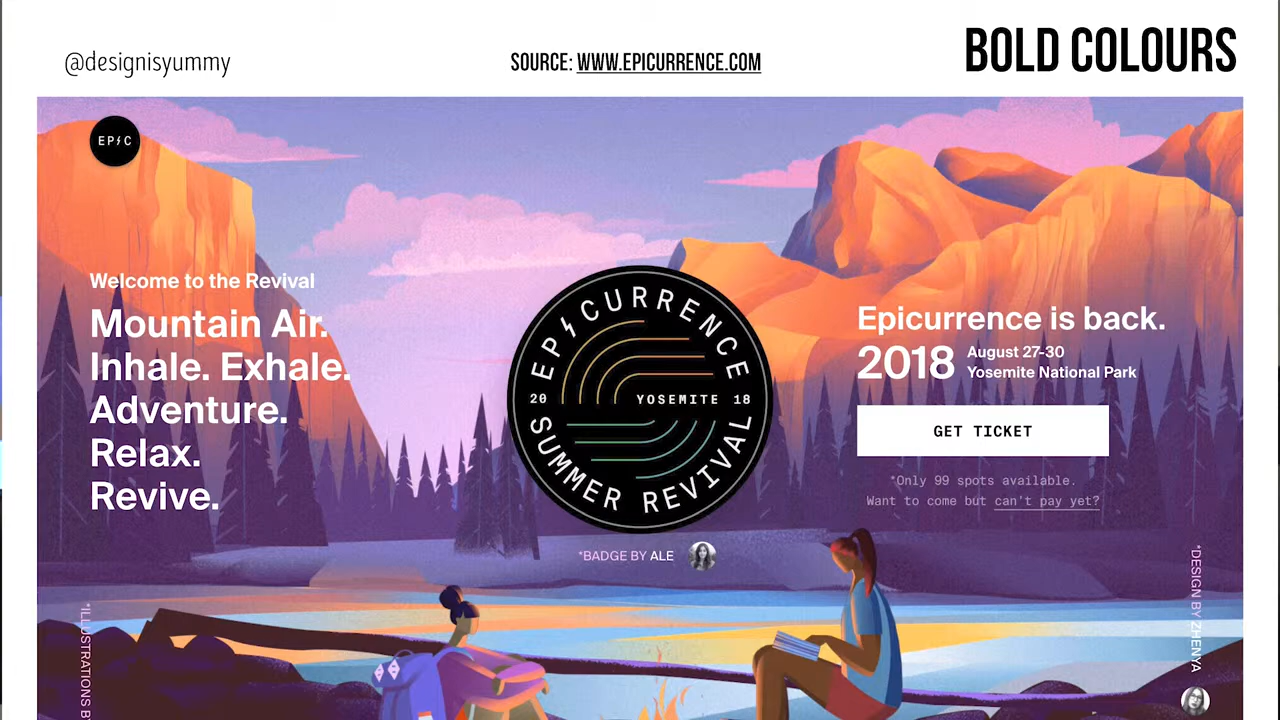 @designisyummy
SOURCE: WWW.EPICURRENCE.COM
BOLD COLOURS
EPIC
Welcome to the Revival
Mountain Air.
Inhale. Exhale.
Adventure.
Relax.
Revive.
EPICURRENCE
20 YOSEMITE 18
SUMMER REVIVAL
*BADGE BY ALE
Epicurrence is back.
2018 August 27-30
Yosemite National Park
GET TICKET
*Only 99 spots available.
Want to come but can't pay yet?
*ILLUSTRATIONS B
*DESIGN BY ZHENYA